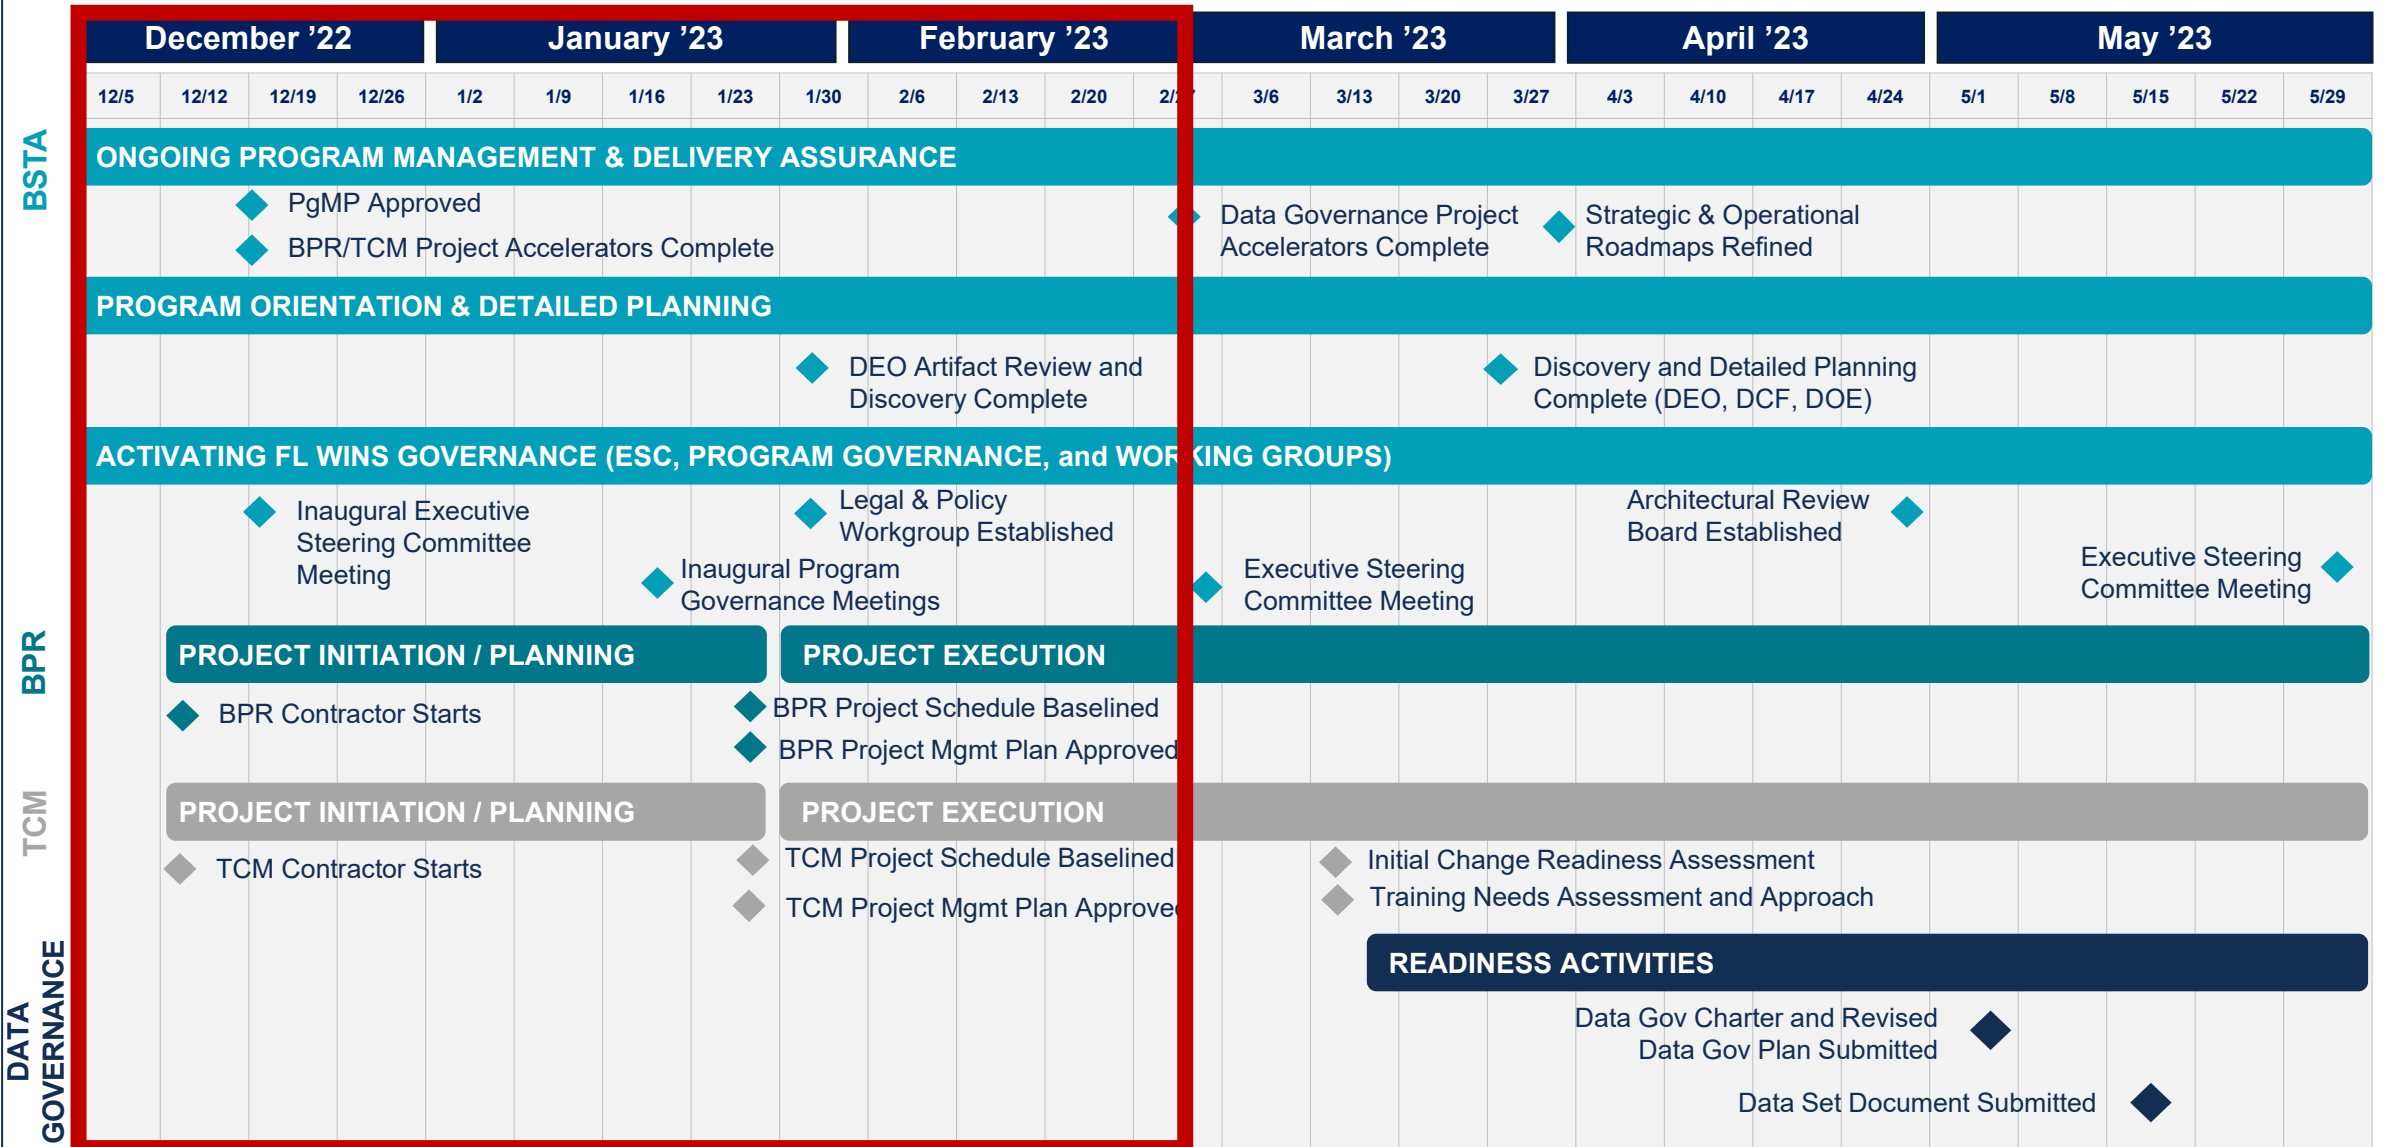 December ’22
January ’23
February ’23
March ’23
April ’23
May ’23
12/5
12/12
12/19
12/26
1/2
1/9
1/16
1/23
1/30
2/6
2/13
2/20
3/6
3/13
3/20
3/27
4/3
4/10
4/17
4/24
5/1
5/8
5/15
5/22
5/29
BSTA
ONGOING PROGRAM MANAGEMENT & DELIVERY ASSURANCE
PgMP Approved
BPR/TCM Project Accelerators Complete
Data Governance Project
Accelerators Complete
Strategic & Operational
Roadmaps Refined
PROGRAM ORIENTATION & DETAILED PLANNING
DEO Artifact Review and
Discovery Complete
Discovery and Detailed Planning
Complete (DEO, DCF, DOE)
ACTIVATING FL WINS GOVERNANCE (ESC, PROGRAM GOVERNANCE, and WORKING GROUPS)
Inaugural Executive
Steering Committee
Meeting
Legal & Policy
Workgroup Established
Inaugural Program
Governance Meetings
Executive Steering
Committee Meeting
Architectural Review
Board Established
Executive Steering
Committee Meeting
BPR
PROJECT INITIATION / PLANNING
PROJECT EXECUTION
BPR Contractor Starts
BPR Project Schedule Baselined
BPR Project Mgmt Plan Approved
TCM
PROJECT INITIATION / PLANNING
PROJECT EXECUTION
TCM Contractor Starts
TCM Project Schedule Baselined
TCM Project Mgmt Plan Approved
Initial Change Readiness Assessment
Training Needs Assessment and Approach
DATA
GOVERNANCE
READINESS ACTIVITIES
Data Gov Charter and Revised
Data Gov Plan Submitted
Data Set Document Submitted